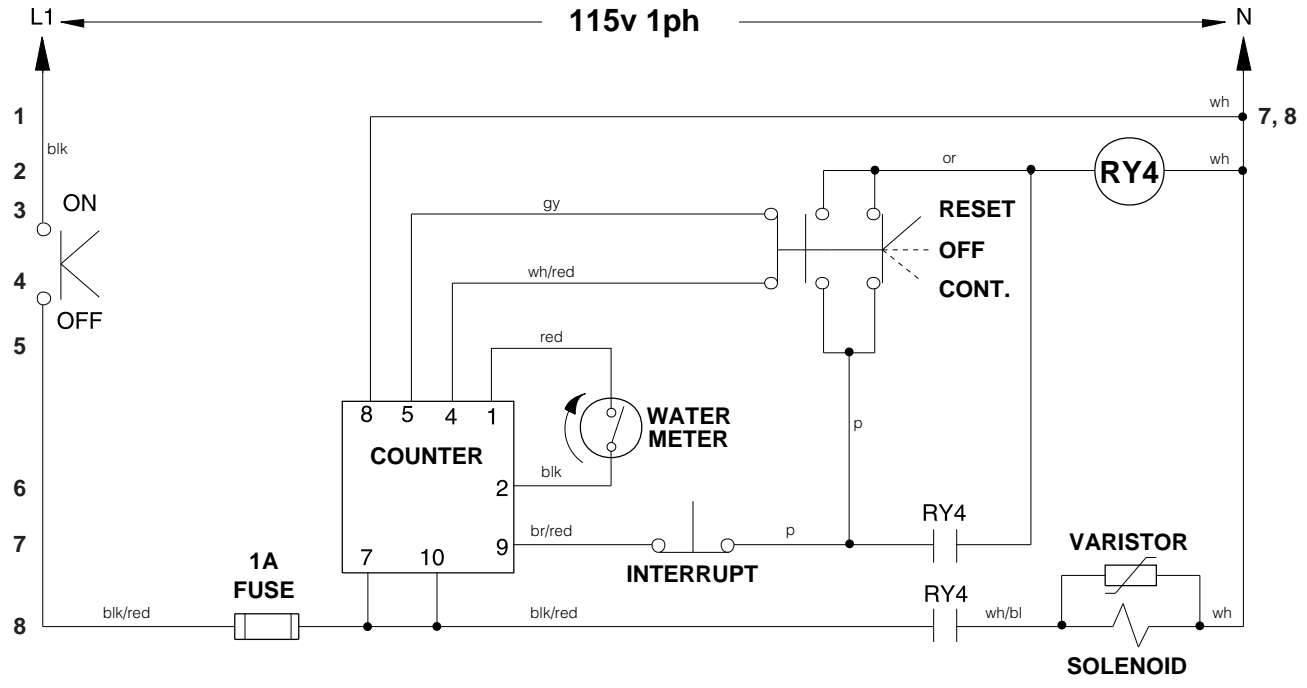 L1 115v 1ph N
1 wh 7, 8
blk
2 or RY4 wh
3 ON gy RESET
OFF
4 wh/red CONT.
OFF
5 red
8 5 4 1 WATER
METER
COUNTER p
6 2 blk
RY4
7 9 br/red p VARISTOR
7 10 INTERRUPT
1A
FUSE
RY4
8 blk/red blk/red wh/bl wh
SOLENOID